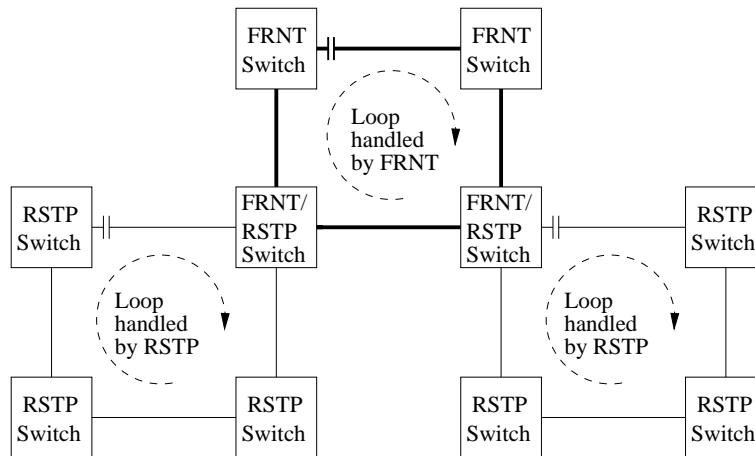 FRNT
Switch
FRNT
Switch
Loop
handled
by FRNT
RSTP
Switch
FRNT/
RSTP
Switch
FRNT/
RSTP
Switch
RSTP
Switch
Loop
handled
by RSTP
Loop
handled
by RSTP
RSTP
Switch
RSTP
Switch
RSTP
Switch
RSTP
Switch